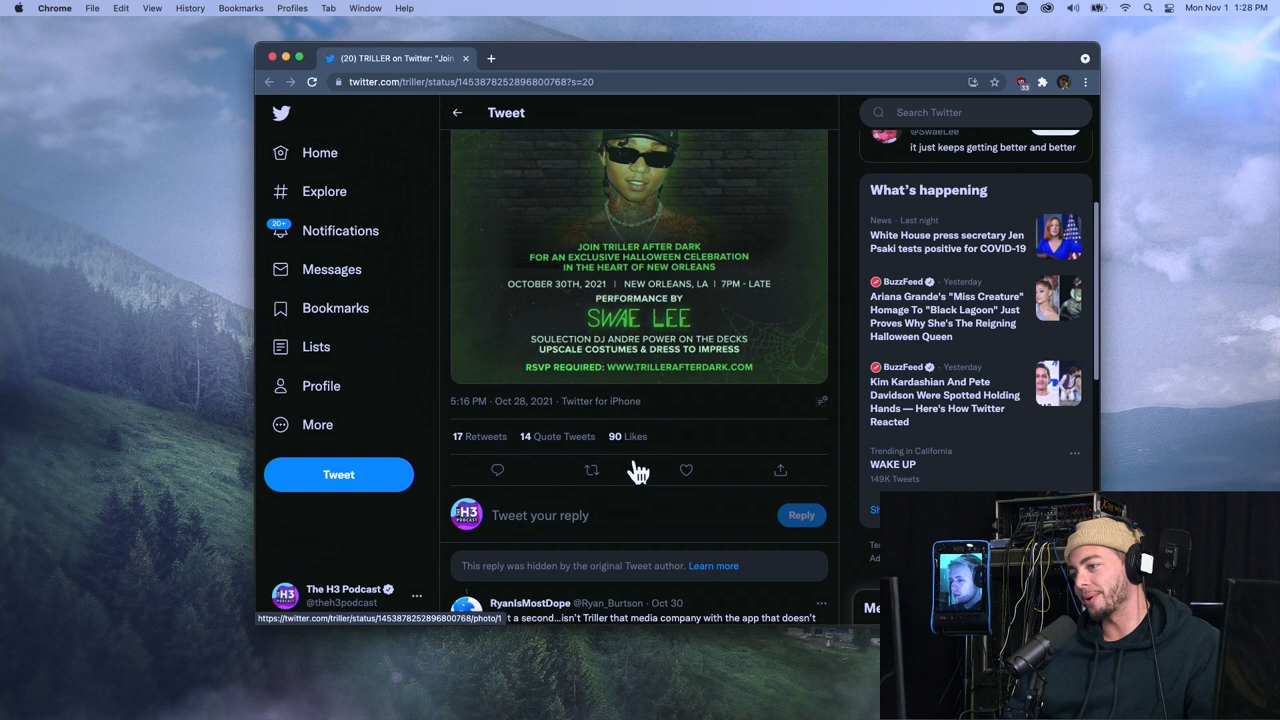 Chrome File Edit View History Bookmarks Profiles Tab Window Help
Mon Nov 1 1:28 PM
(20) TRILLER on Twitter: "Join
twitter.com/triller/status/1453878252896800768?s=20
33
Tweet
Search Twitter
Home
Explore
20+
Notifications
Messages
Bookmarks
Lists
Profile
More
Tweet
The H3 Podcast
@theh3podcast
https://twitter.com/triller/status/1453878252896800768/photo/1
JOIN TRILLER AFTER DARK
FOR AN EXCLUSIVE HALLOWEEN CELEBRATION
IN THE HEART OF NEW ORLEANS
OCTOBER 30TH, 2021 | NEW ORLEANS, LA | 7PM - LATE
PERFORMANCE BY
SWAE LEE
SOULECTION DJ ANDRE POWER ON THE DECKS
UPSCALE COSTUMES & DRESS TO IMPRESS
RSVP REQUIRED: WWW.TRILLERAFTERDARK.COM
5:16 PM · Oct 28, 2021 · Twitter for iPhone
17 Retweets 14 Quote Tweets 90 Likes
H3
PODCAST
Tweet your reply
Reply
This reply was hidden by the original Tweet author. Learn more
RyanIsMostDope @Ryan_Burtson · Oct 30
t a second...isn't Triller that media company with the app that doesn't
@SwaeLee
it just keeps getting better and better
What's happening
News · Last night
White House press secretary Jen
Psaki tests positive for COVID-19
BuzzFeed · Yesterday
Ariana Grande's "Miss Creature"
Homage To "Black Lagoon" Just
Proves Why She's The Reigning
Halloween Queen
BuzzFeed · Yesterday
Kim Kardashian And Pete
Davidson Were Spotted Holding
Hands — Here's How Twitter
Reacted
Trending in California
WAKE UP
149K Tweets
Sh
Ter
Ad
Me